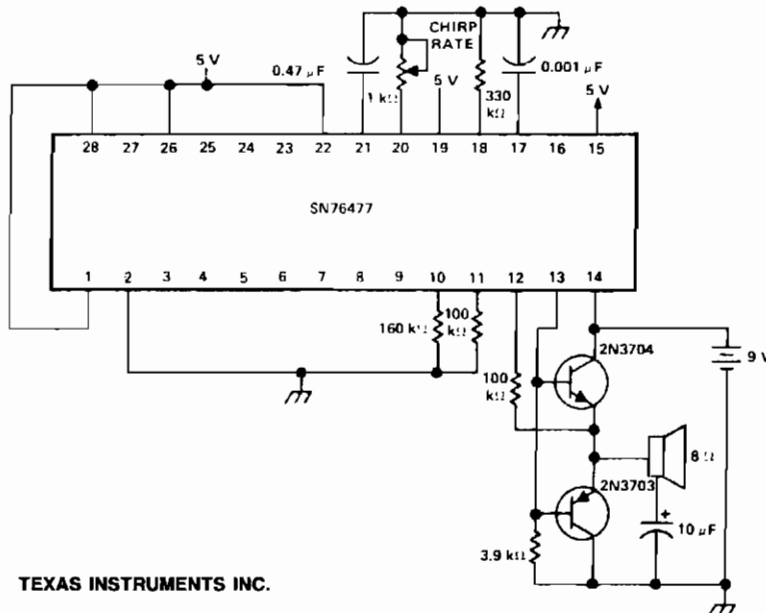 CHIRP
RATE
0.47 µF
1 kΩ
5 V
330
kΩ
0.001 µF
5 V
5 V
28 27 26 25 24 23 22 21 20 19 18 17 16 15
SN76477
1 2 3 4 5 6 7 8 9 10 11 12 13 14
160 kΩ
100
kΩ
100
kΩ
2N3704
9 V
8 Ω
2N3703
+
10 µF
3.9 kΩ
TEXAS INSTRUMENTS INC.